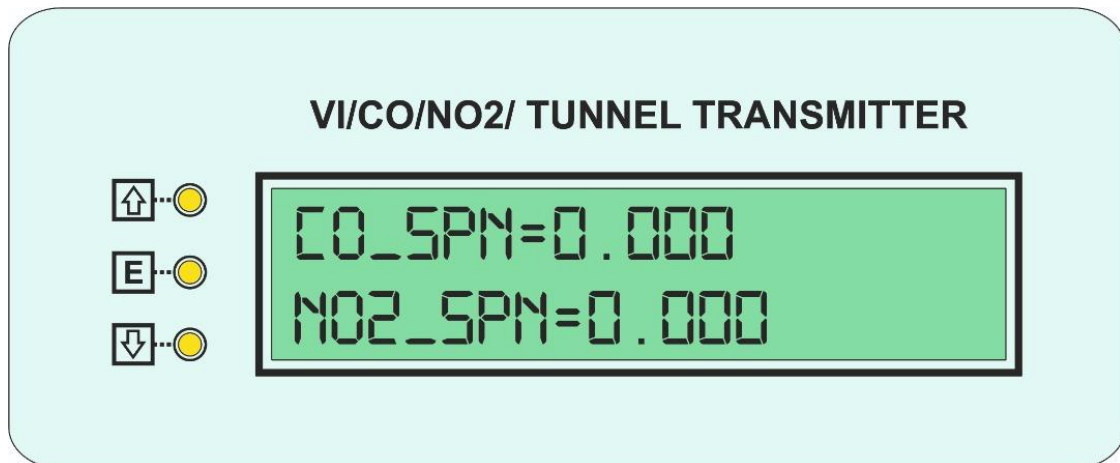 VI/CO/NO2/ TUNNEL TRANSMITTER
CO_SPN=0.000
E
NO2_SPN=0.000